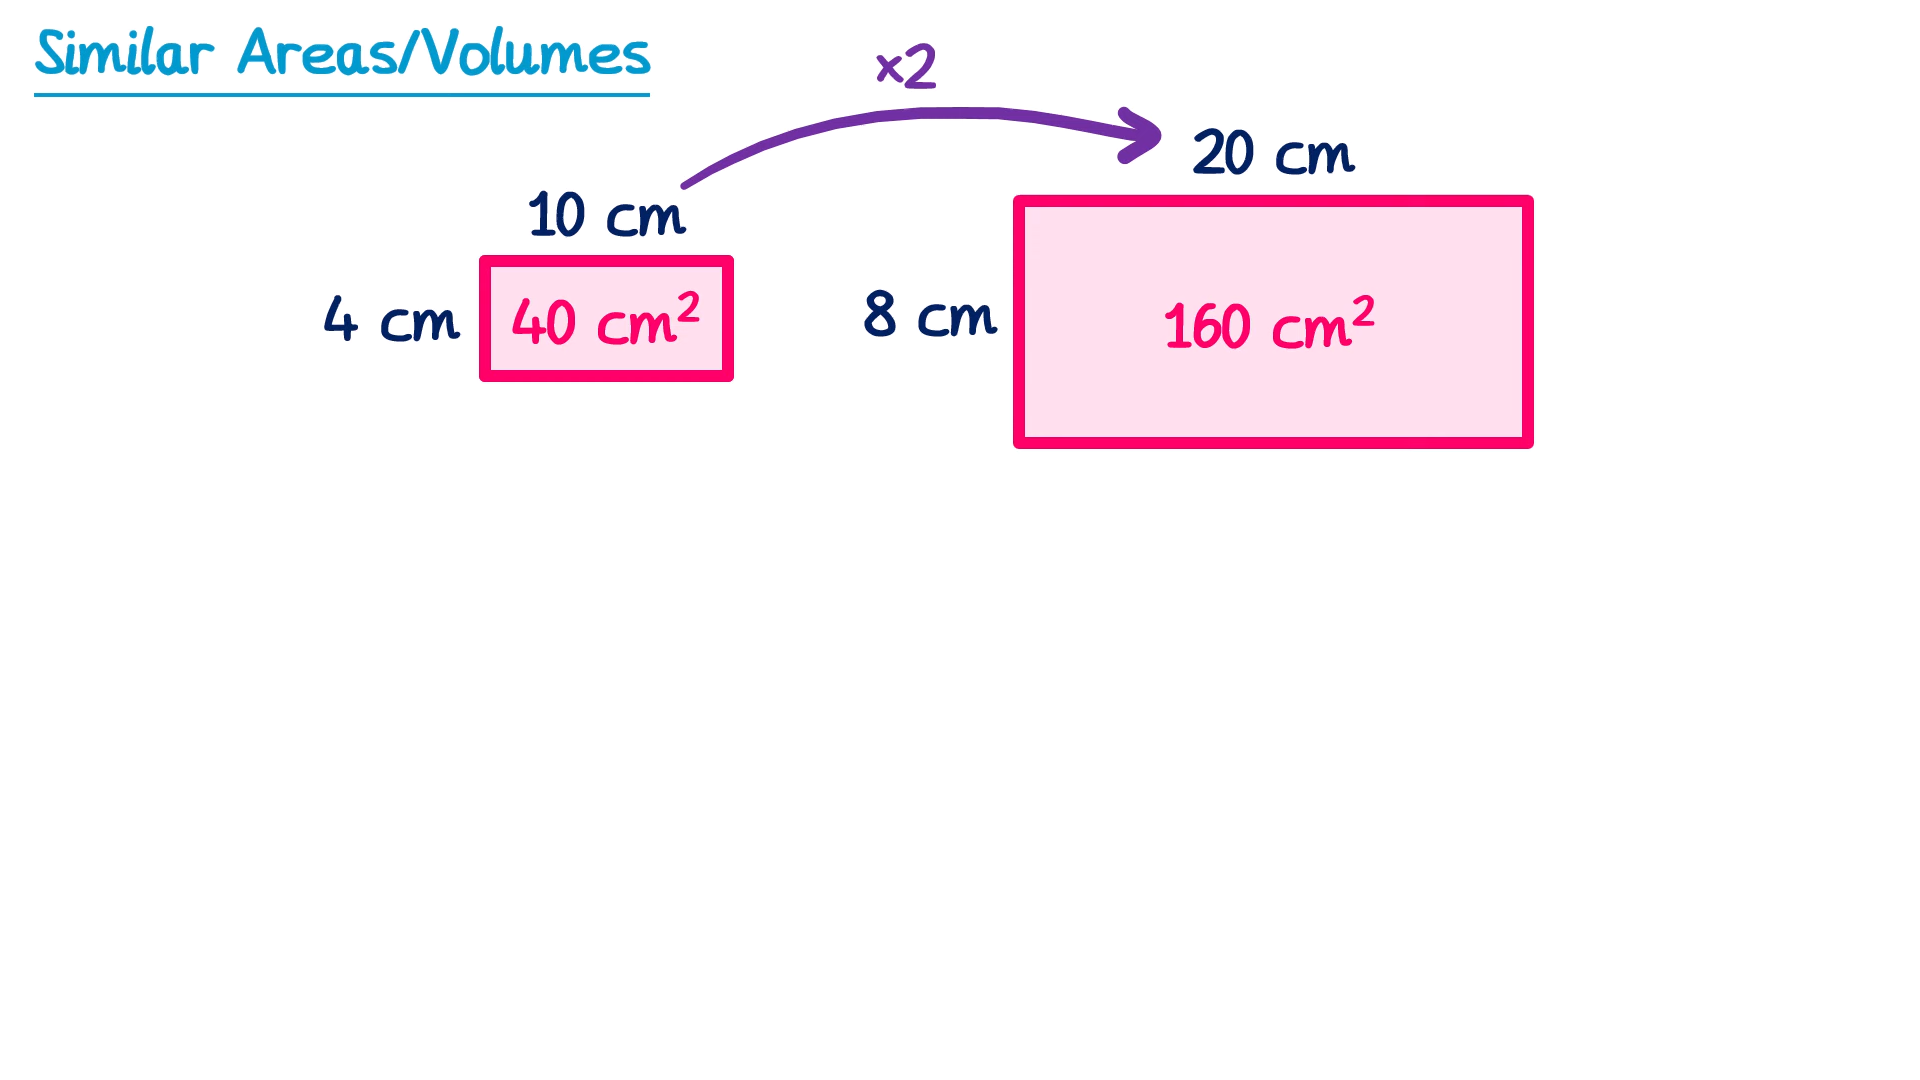 Similar Areas/Volumes
×2
10 cm
20 cm
4 cm
40 cm²
8 cm
160 cm²